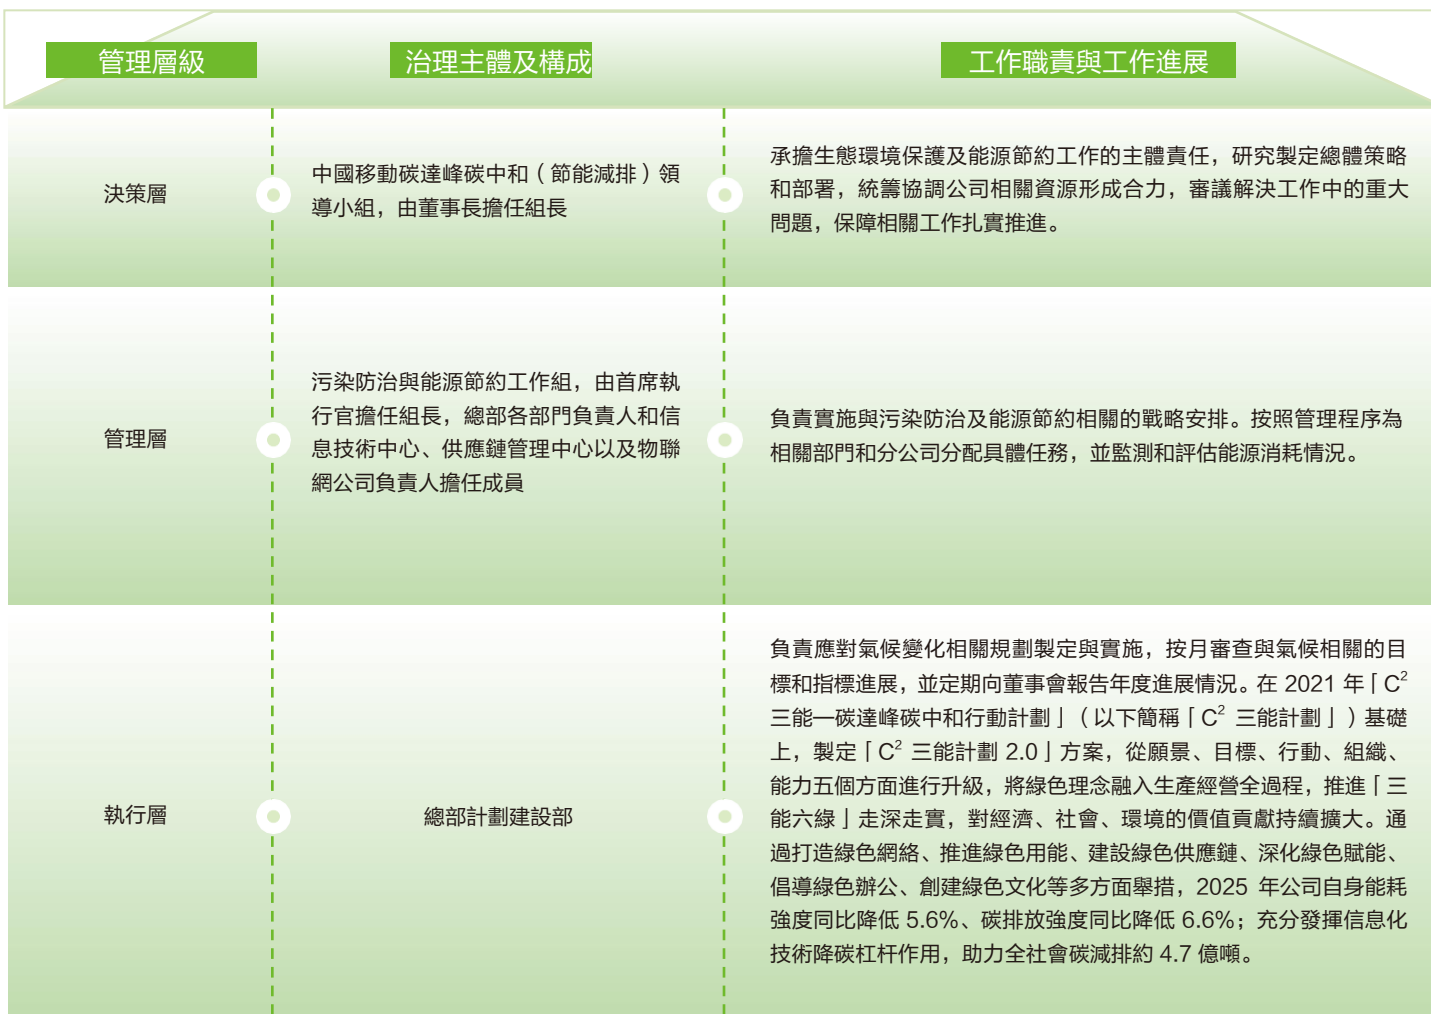 管理層級
治理主體及構成
工作職責與工作進展
決策層
中國移動碳達峰碳中和（節能減排）領
導小組，由董事長擔任組長
承擔生態環境保護及能源節約工作的主體責任，研究製定總體策略
和部署，統籌協調公司相關資源形成合力，審議解決工作中的重大
問題，保障相關工作扎實推進。
管理層
污染防治與能源節約工作組，由首席執
行官擔任組長，總部各部門負責人和信
息技術中心、供應鏈管理中心以及物聯
網公司負責人擔任成員
負責實施與污染防治及能源節約相關的戰略安排。按照管理程序為
相關部門和分公司分配具體任務，並監測和評估能源消耗情況。
執行層
總部計劃建設部
負責應對氣候變化相關規劃製定與實施，按月審查與氣候相關的目
標和指標進展，並定期向董事會報告年度進展情況。在 2021 年「C²
三能—碳達峰碳中和行動計劃」（以下簡稱「C² 三能計劃」）基礎
上，製定「C² 三能計劃 2.0」方案，從願景、目標、行動、組織、
能力五個方面進行升級，將綠色理念融入生產經營全過程，推進「三
能六綠」走深走實，對經濟、社會、環境的價值貢獻持續擴大。通
過打造綠色網絡、推進綠色用能、建設綠色供應鏈、深化綠色賦能、
倡導綠色辦公、創建綠色文化等多方面舉措，2025 年公司自身能耗
強度同比降低 5.6%、碳排放強度同比降低 6.6%；充分發揮信息化
技術降碳杠杆作用，助力全社會碳減排約 4.7 億噸。